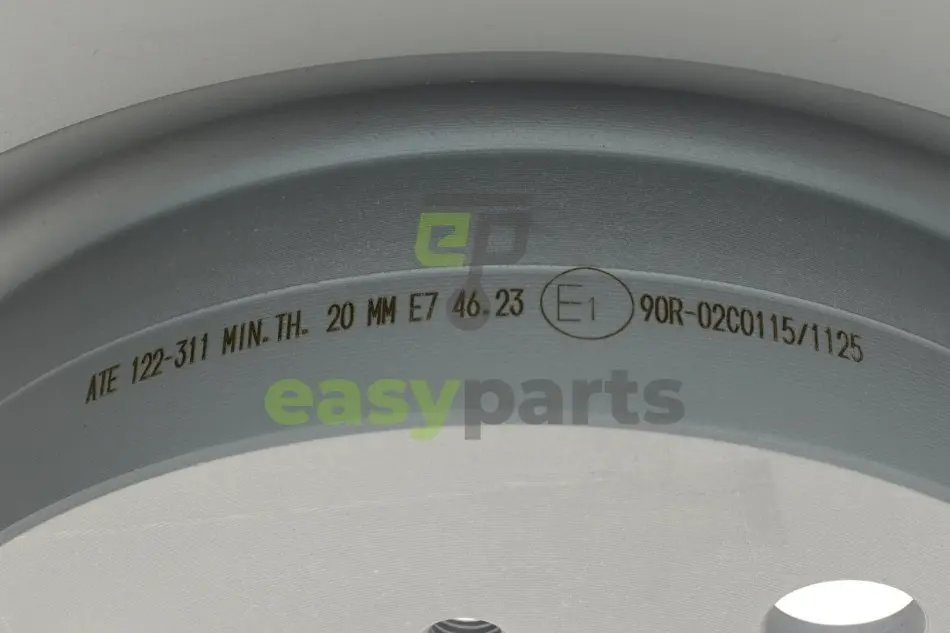 ep
ATE 122-311 MIN.TH. 20 MM E7 46.23 E1 90R-02C0115/1125
easyparts